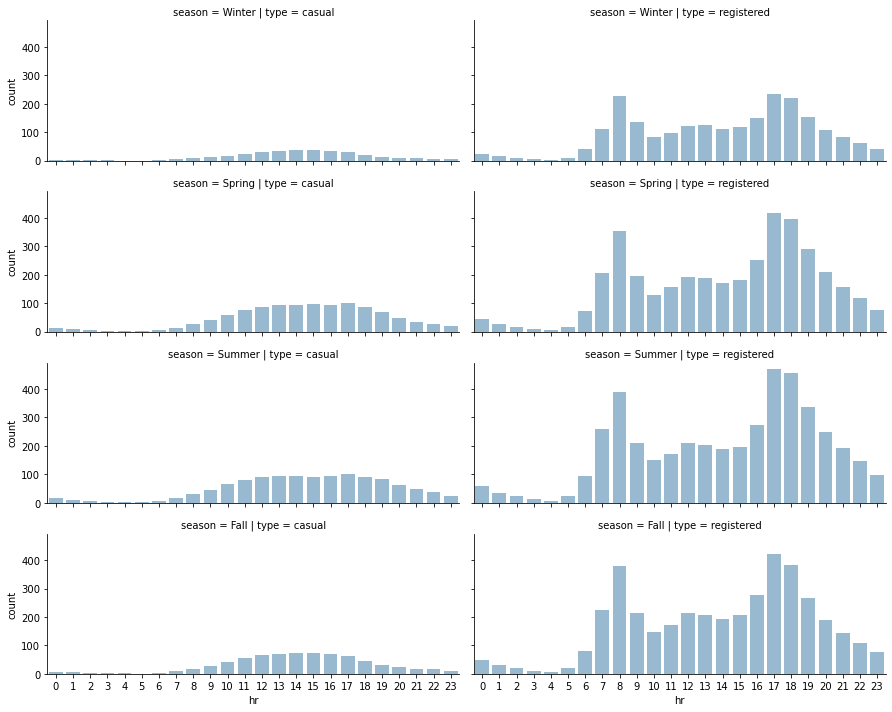 season = Winter | type = casual
season = Winter | type = registered
400
300
200
100
0
count
season = Spring | type = casual
season = Spring | type = registered
400
300
200
100
0
count
season = Summer | type = casual
season = Summer | type = registered
400
300
200
100
0
count
season = Fall | type = casual
season = Fall | type = registered
400
300
200
100
0
count
0 1 2 3 4 5 6 7 8 9 10 11 12 13 14 15 16 17 18 19 20 21 22 23
hr
0 1 2 3 4 5 6 7 8 9 10 11 12 13 14 15 16 17 18 19 20 21 22 23
hr